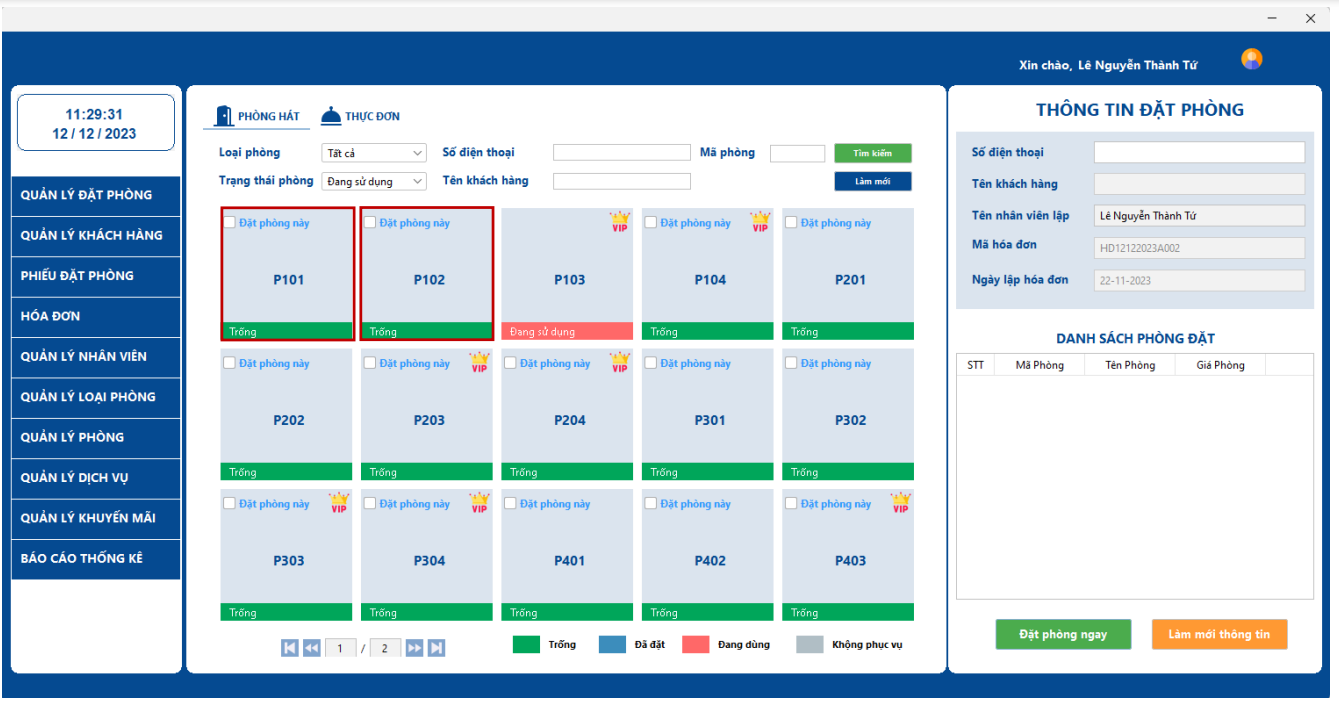 Xin chào, Lê Nguyễn Thành Tứ
11:29:31
12 / 12 / 2023
QUẢN LÝ ĐẶT PHÒNG
QUẢN LÝ KHÁCH HÀNG
PHIẾU ĐẶT PHÒNG
HÓA ĐƠN
QUẢN LÝ NHÂN VIÊN
QUẢN LÝ LOẠI PHÒNG
QUẢN LÝ PHÒNG
QUẢN LÝ DỊCH VỤ
QUẢN LÝ KHUYẾN MÃI
BÁO CÁO THỐNG KÊ
PHÒNG HÁT THỰC ĐƠN
Loại phòng Tất cả Số điện thoại Mã phòng Tìm kiếm
Trạng thái phòng Đang sử dụng Tên khách hàng Làm mới
Đặt phòng này Đặt phòng này VIP Đặt phòng này VIP Đặt phòng này
P101 P102 P103 P104 P201
Trống Trống Đang sử dụng Trống Trống
Đặt phòng này Đặt phòng này VIP Đặt phòng này VIP Đặt phòng này Đặt phòng này
P202 P203 P204 P301 P302
Trống Trống Trống Trống Trống
Đặt phòng này VIP Đặt phòng này VIP Đặt phòng này Đặt phòng này Đặt phòng này VIP
P303 P304 P401 P402 P403
Trống Trống Trống Trống Trống
1 / 2 Trống Đã đặt Đang dùng Không phục vụ
THÔNG TIN ĐẶT PHÒNG
Số điện thoại
Tên khách hàng
Tên nhân viên lập Lê Nguyễn Thành Tứ
Mã hóa đơn HD12122023A002
Ngày lập hóa đơn 22-11-2023
DANH SÁCH PHÒNG ĐẶT
STT Mã Phòng Tên Phòng Giá Phòng
Đặt phòng ngay Làm mới thông tin